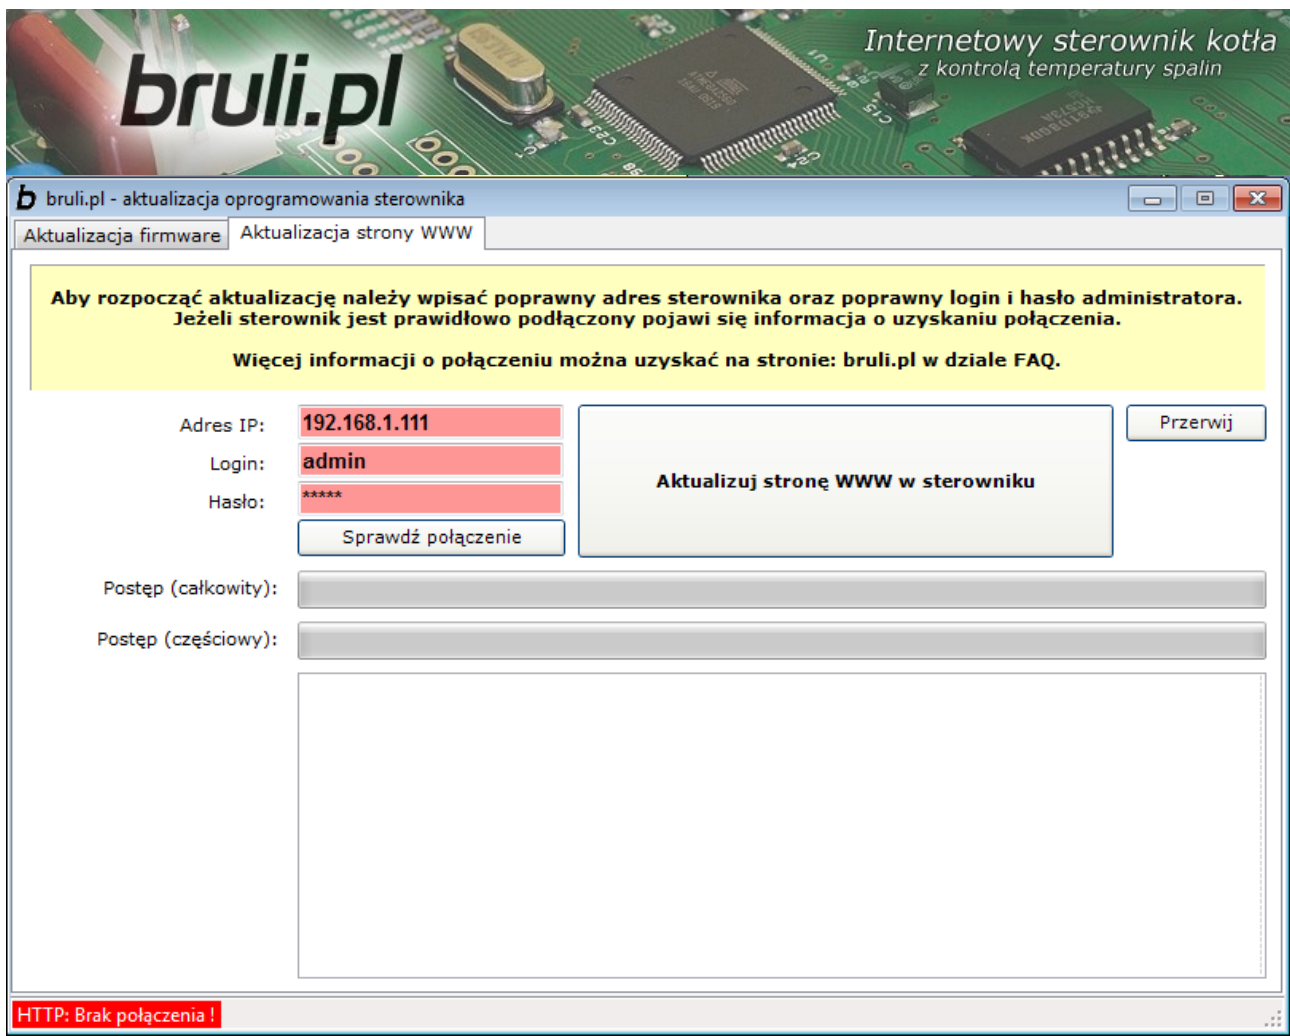 bruli.pl
Internetowy sterownik kotła
z kontrolą temperatury spalin
b bruli.pl - aktualizacja oprogramowania sterownika
Aktualizacja firmware Aktualizacja strony WWW
Aby rozpocząć aktualizację należy wpisać poprawny adres sterownika oraz poprawny login i hasło administratora.
Jeżeli sterownik jest prawidłowo podłączony pojawi się informacja o uzyskaniu połączenia.
Więcej informacji o połączeniu można uzyskać na stronie: bruli.pl w dziale FAQ.
Adres IP: 192.168.1.111
Login: admin
Hasło: *****
Sprawdź połączenie
Aktualizuj stronę WWW w sterowniku
Przerwij
Postęp (całkowity):
Postęp (częściowy):
HTTP: Brak połączenia !